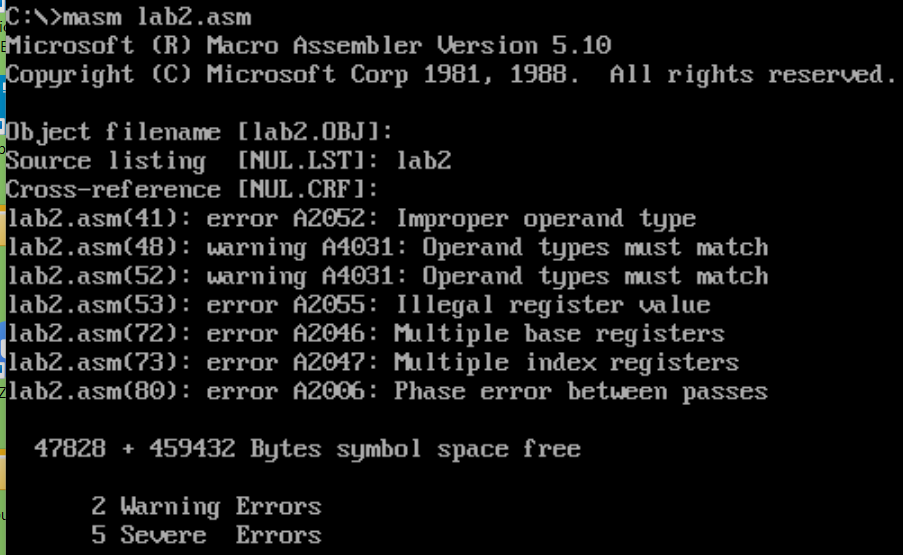 C:\>masm lab2.asm
Microsoft (R) Macro Assembler Version 5.10
Copyright (C) Microsoft Corp 1981, 1988.  All rights reserved.
Object filename [lab2.OBJ]:
Source listing  [NUL.LST]: lab2
Cross-reference [NUL.CRF]:
lab2.asm(41): error A2052: Improper operand type
lab2.asm(48): warning A4031: Operand types must match
lab2.asm(52): warning A4031: Operand types must match
lab2.asm(53): error A2055: Illegal register value
lab2.asm(72): error A2046: Multiple base registers
lab2.asm(73): error A2047: Multiple index registers
lab2.asm(80): error A2006: Phase error between passes
47828 + 459432 Bytes symbol space free
2 Warning Errors
5 Severe  Errors